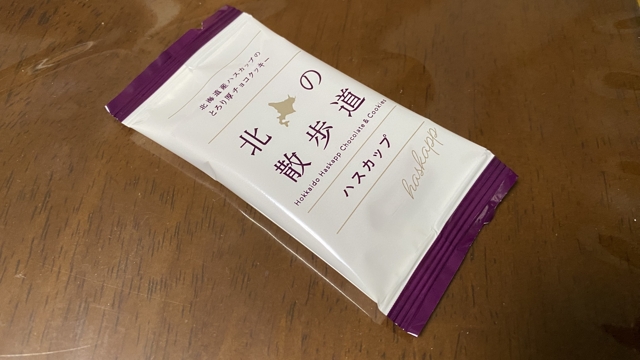 北海道産ハスカップの
とろり厚チョコクッキー
北の
散歩道
Hokkaido Haskapp Chocolate & Cookies
ハスカップ
haskapp